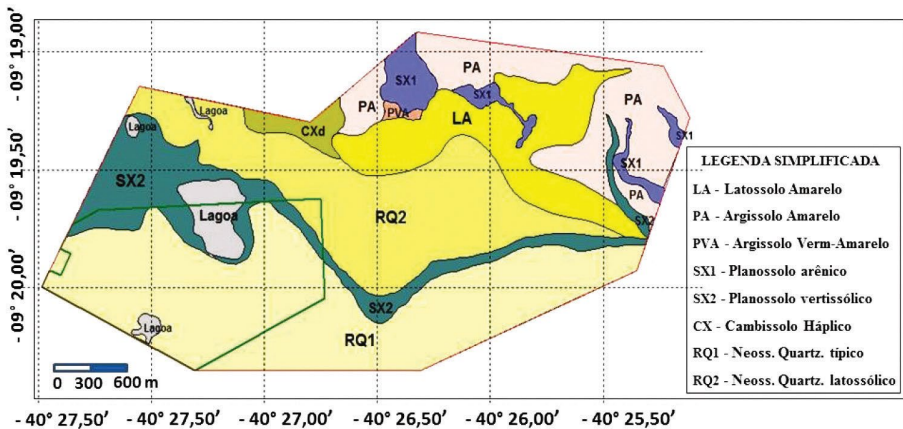 - 09° 19,00′
- 09° 19,50′
- 09° 20,00′
SX1
PA
PA
PVA
SX1
LA
PA
SX1
SX1
PA
SX2
Lagoa
Lagoa
CXd
SX2
Lagoa
RQ2
SX2
RQ1
Lagoa
0 300 600 m
- 40° 27,50′
- 40° 27,50′
- 40° 27,00′
- 40° 26,50′
- 40° 26,00′
- 40° 25,50′
LEGENDA SIMPLIFICADA
LA - Latossolo Amarelo
PA - Argissolo Amarelo
PVA - Argissolo Verm-Amarelo
SX1 - Planossolo arênico
SX2 - Planossolo vertissólico
CX - Cambissolo Háplico
RQ1 - Neoss. Quartz. típico
RQ2 - Neoss. Quartz. latossólico